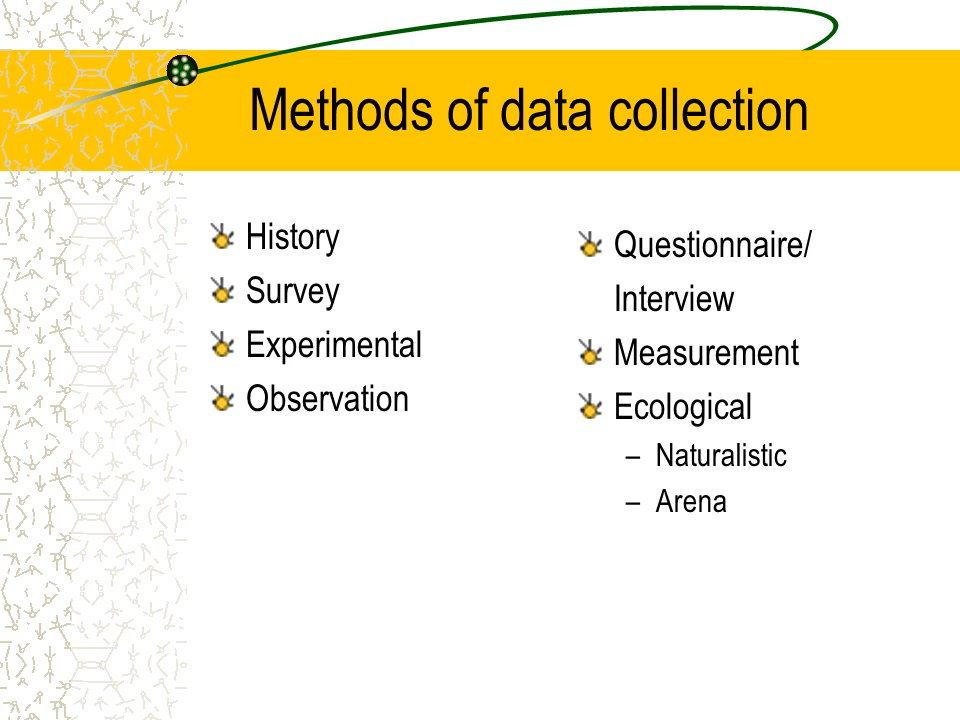 Methods of data collection
History
Survey
Experimental
Observation
Questionnaire/
Interview
Measurement
Ecological
– Naturalistic
– Arena